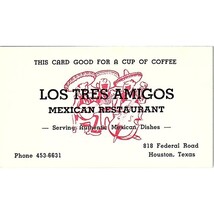 THIS CARD GOOD FOR A CUP OF COFFEE
LOS TRES AMIGOS
MEXICAN RESTAURANT
— Serving Authentic Mexican Dishes —
818 Federal Road
Phone 453-6631 Houston, Texas